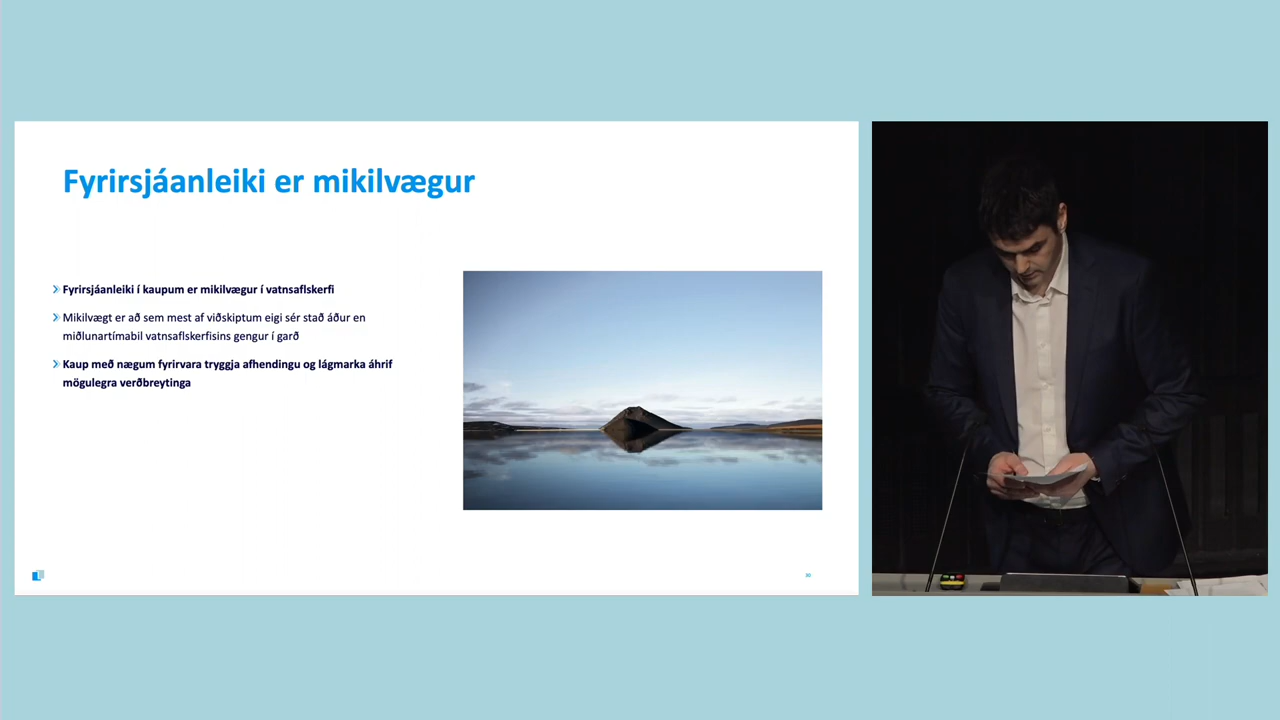 Fyrirsjáanleiki er mikilvægur
Fyrirsjáanleiki í kaupum er mikilvægur í vatnsaflskerfi
Mikilvægt er að sem mest af viðskiptum eigi sér stað áður en
miðlunartímabil vatnsaflskerfisins gengur í garð
Kaup með nægum fyrirvara tryggja afhendingu og lágmarka áhrif
mögulegra verðbreytinga
30